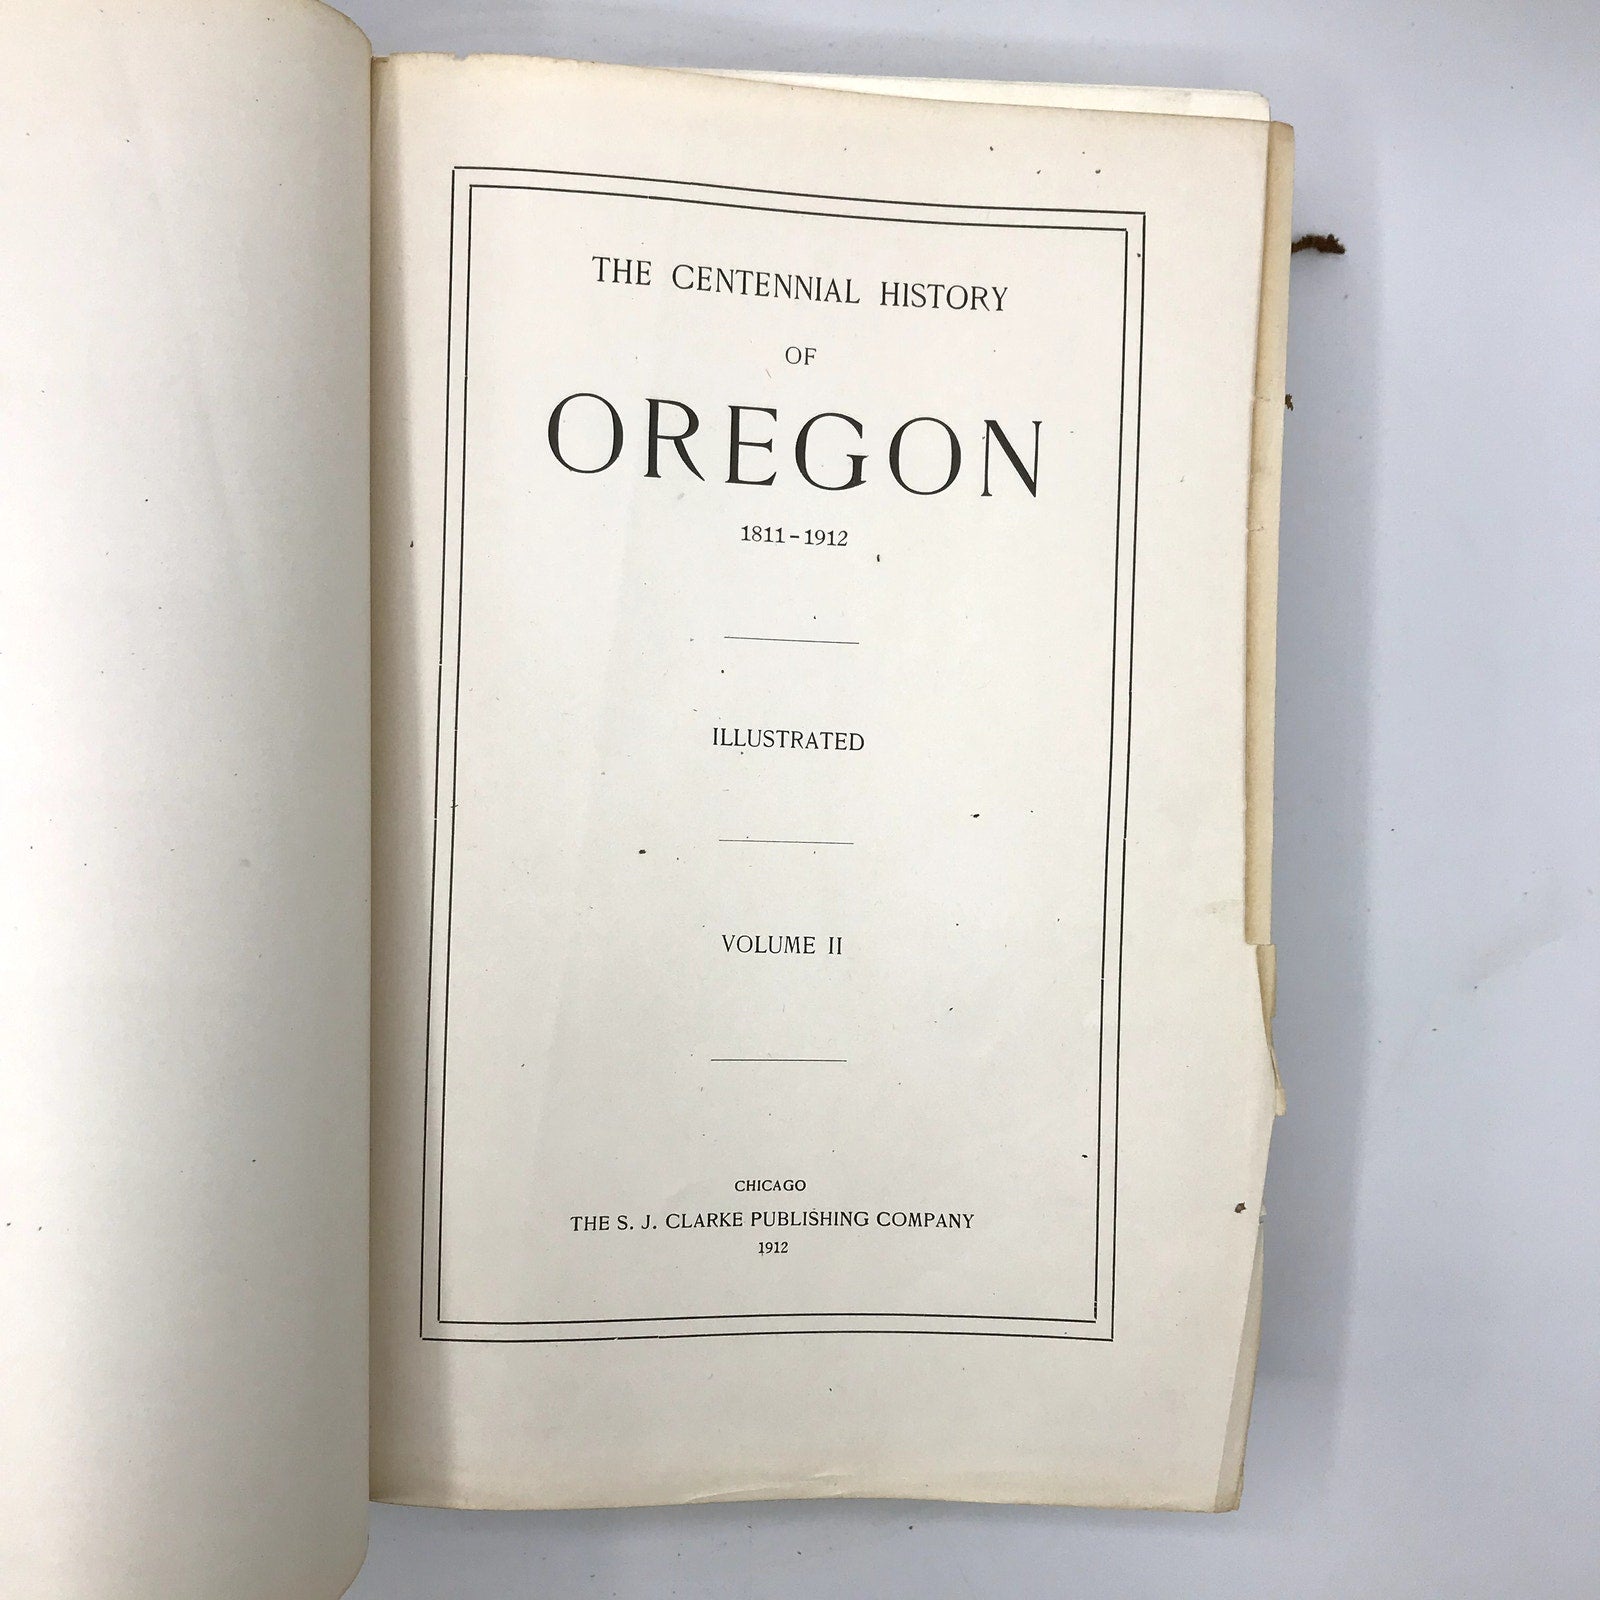 THE CENTENNIAL HISTORY
OF
OREGON
1811-1912
ILLUSTRATED
VOLUME II
CHICAGO
THE S. J. CLARKE PUBLISHING COMPANY
1912